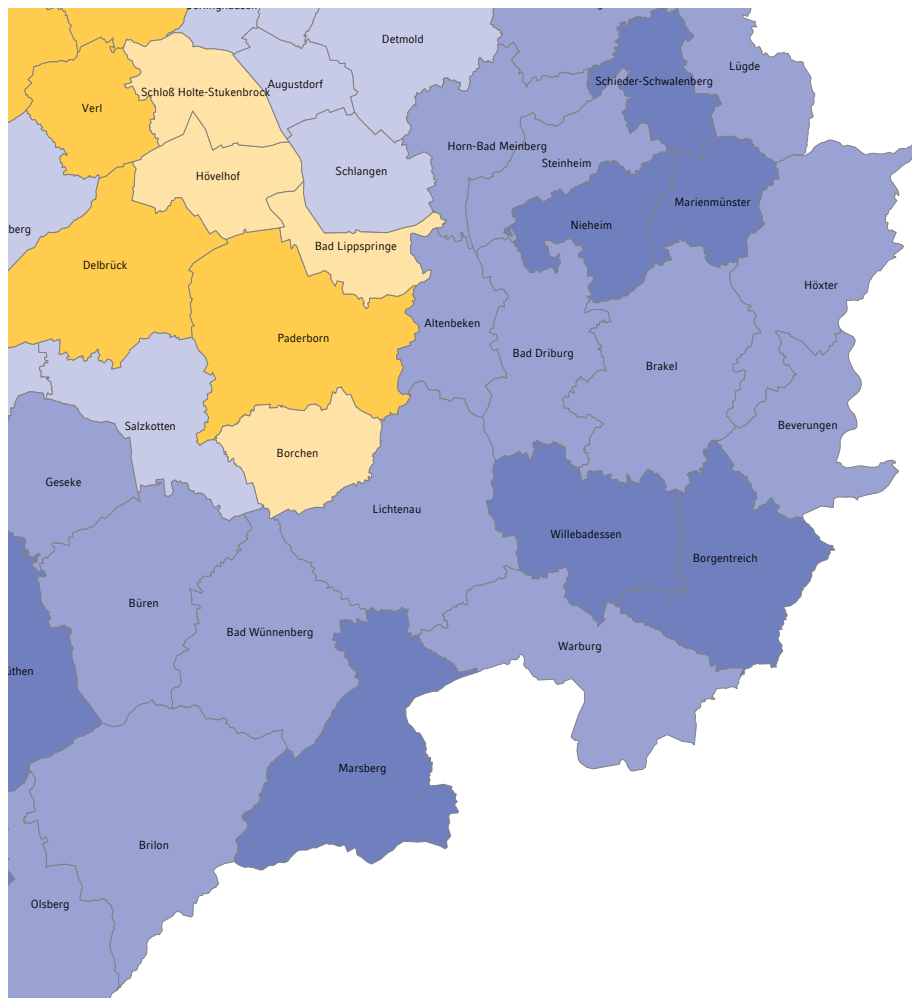 Detmold
Lügde
Schieder-Schwalenberg
Augustdorf
Schloß Holte-Stukenbrock
Verl
Horn-Bad Meinberg
Steinheim
Schlangen
Hövelhof
Marienmünster
Nieheim
berg
Bad Lippspringe
Delbrück
Höxter
Altenbeken
Paderborn
Bad Driburg
Brakel
Salzkotten
Beverungen
Borchen
Geseke
Lichtenau
Willebadessen
Borgentreich
Büren
Bad Wünnenberg
Warburg
üthen
Marsberg
Brilon
Olsberg